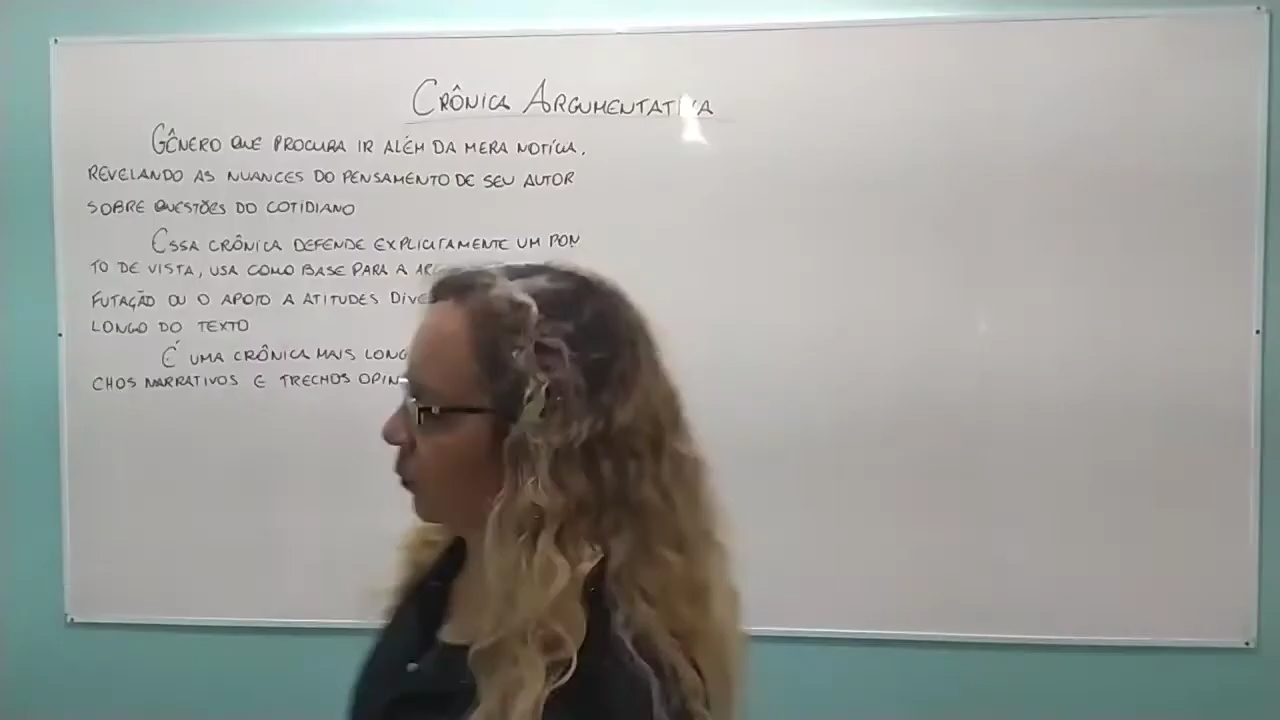 CRÔNICA ARGUMENTATIVA
GÊNERO QUE PROCURA IR ALÉM DA MERA NOTÍCIA.
REVELANDO AS NUANCES DO PENSAMENTO DE SEU AUTOR
SOBRE QUESTÕES DO COTIDIANO
ESSA CRÔNICA DEFENDE EXPLICITAMENTE UM PON
TO DE VISTA, USA COMO BASE PARA A
FUTAÇÃO OU O APOIO A ATITUDES
LONGO DO TEXTO
É UMA CRÔNICA MAIS
CHOS NARRATIVOS E TRECHOS